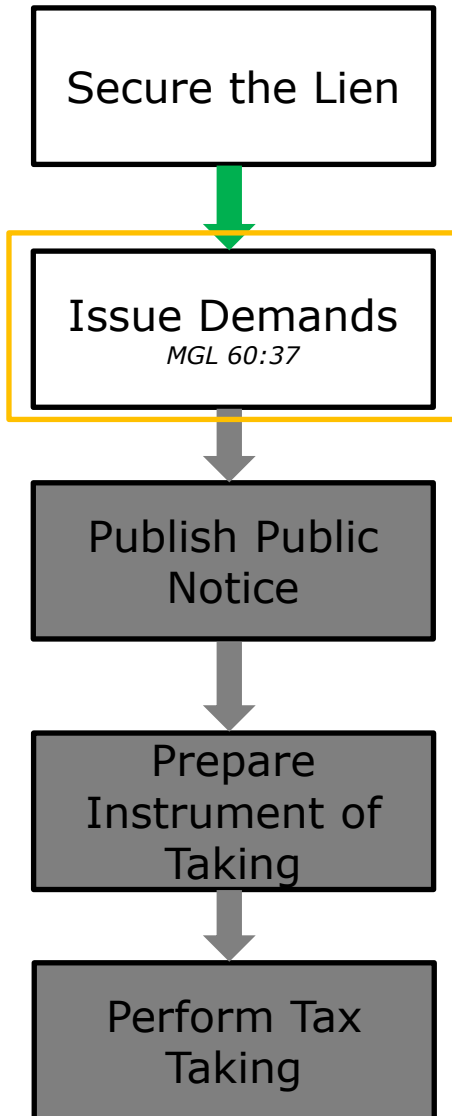 Secure the Lien
Issue Demands
MGL 60:37
Publish Public
Notice
Prepare
Instrument of
Taking
Perform Tax
Taking